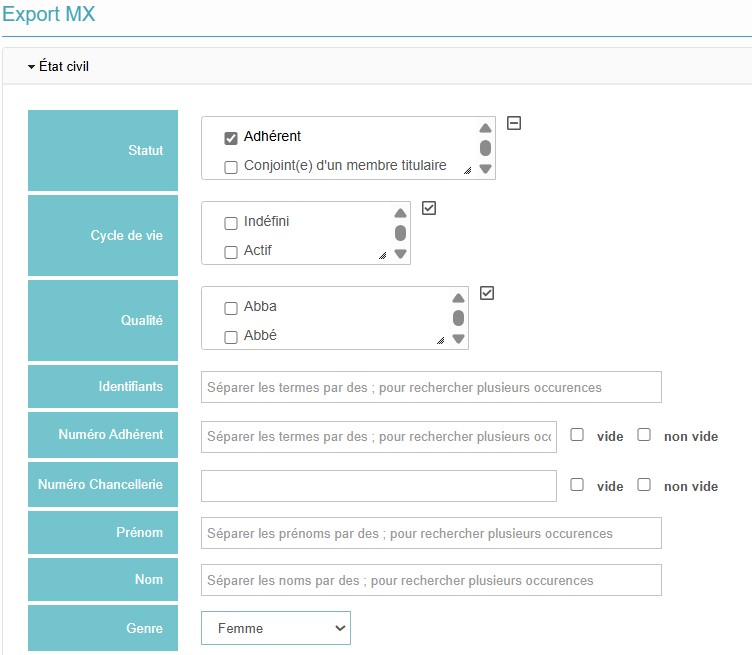 Export MX
État civil
Statut
Adhérent
Conjoint(e) d'un membre titulaire
Cycle de vie
Indéfini
Actif
Qualité
Abba
Abbé
Identifiants
Séparer les termes par des ; pour rechercher plusieurs occurences
Numéro Adhérent
Séparer les termes par des ; pour rechercher plusieurs occ
vide
non vide
Numéro Chancellerie
vide
non vide
Prénom
Séparer les prénoms par des ; pour rechercher plusieurs occurences
Nom
Séparer les noms par des ; pour rechercher plusieurs occurences
Genre
Femme